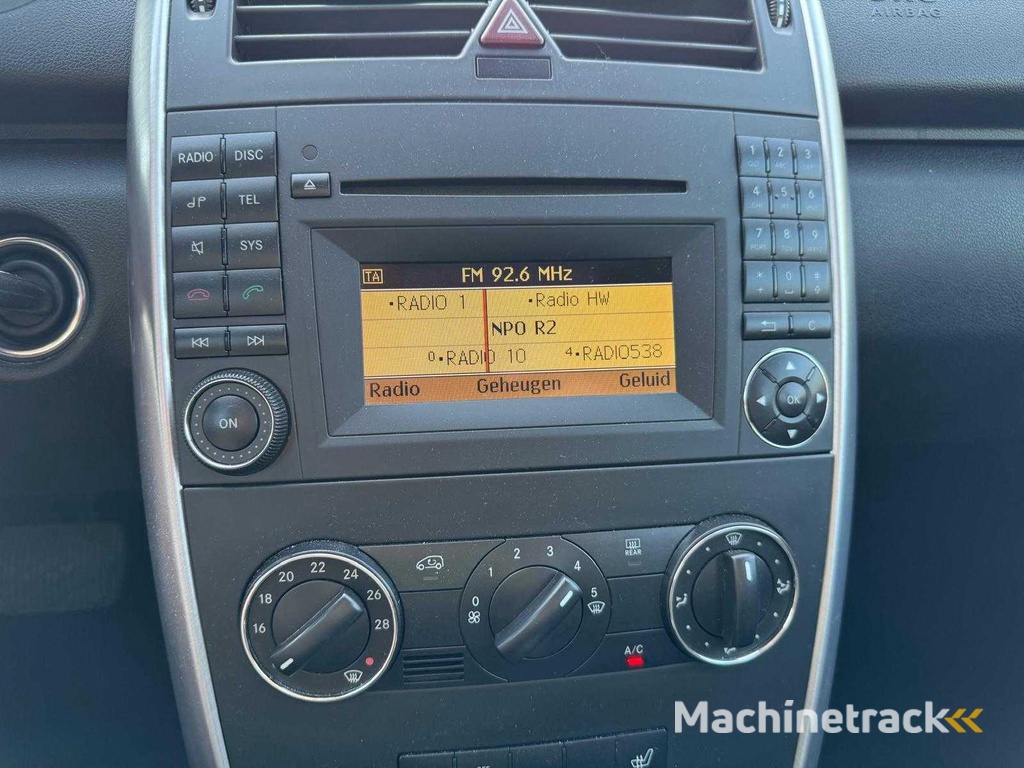 AIRBAG
RADIO DISC
TEL
SYS
1 2 3
4 5 6
7 8 9
* 0 #
C
ON
OK
TA FM 92.6 MHz
RADIO 1 Radio HW
NPO R2
0 RADIO 10 4 RADIO538
Radio Geheugen Geluid
16 18 20 22 24 26 28
0 1 2 3 4 5
REAR
A/C
OFF
Machinetrack